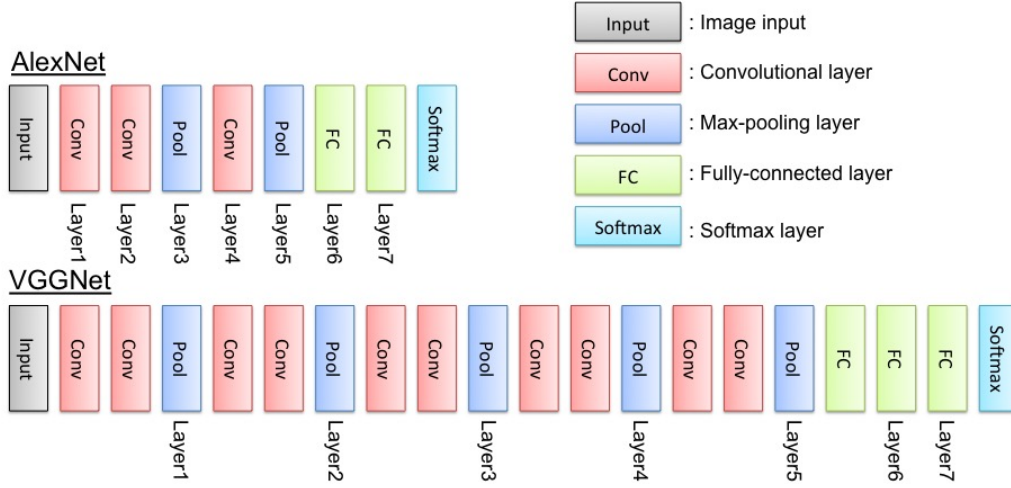 Input : Image input
AlexNet
Conv : Convolutional layer
Input Conv Conv Pool Conv Pool FC FC Softmax
Pool : Max-pooling layer
FC : Fully-connected layer
Softmax : Softmax layer
Layer1 Layer2 Layer3 Layer4 Layer5 Layer6 Layer7
VGGNet
Input Conv Conv Pool Conv Conv Pool Conv Conv Pool Conv Conv Pool Conv Conv Pool FC FC FC Softmax
Layer1 Layer2 Layer3 Layer4 Layer5 Layer6 Layer7